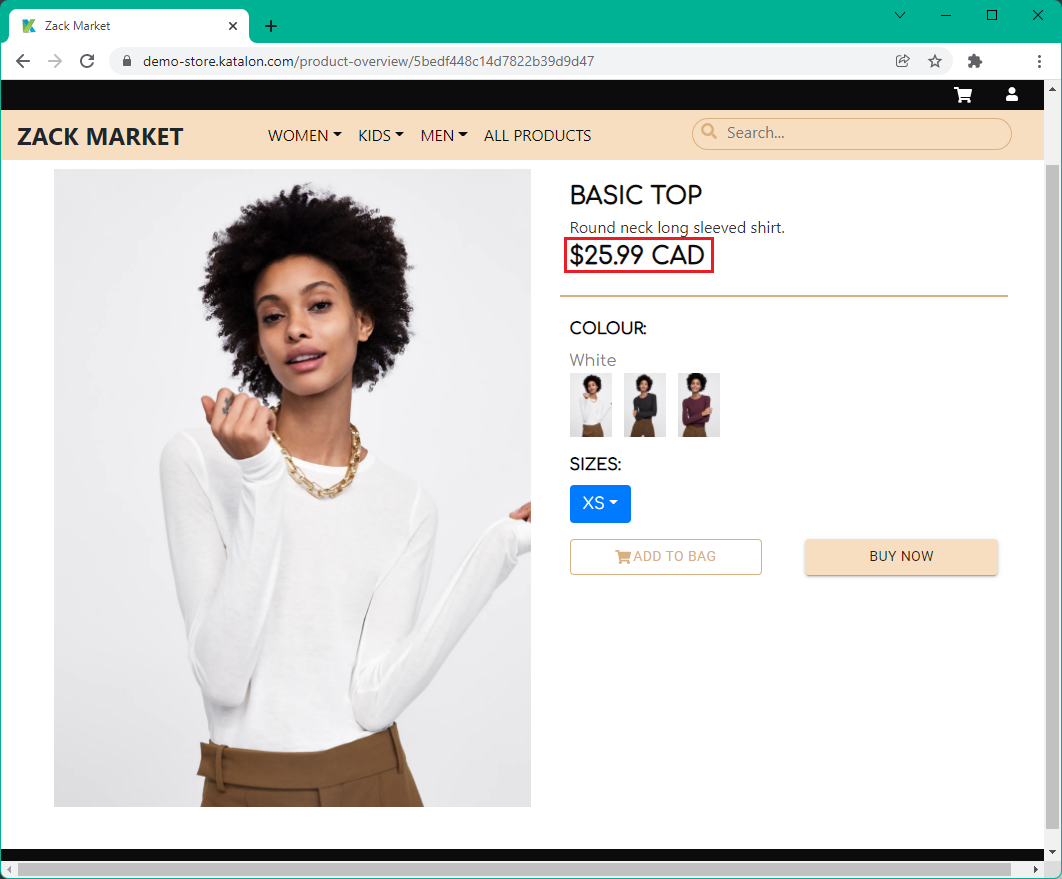 Zack Market
demo-store.katalon.com/product-overview/5bedf448c14d7822b39d9d47
ZACK MARKET
WOMEN KIDS MEN ALL PRODUCTS
Search...
BASIC TOP
Round neck long sleeved shirt.
$25.99 CAD
COLOUR:
White
SIZES:
XS
ADD TO BAG
BUY NOW